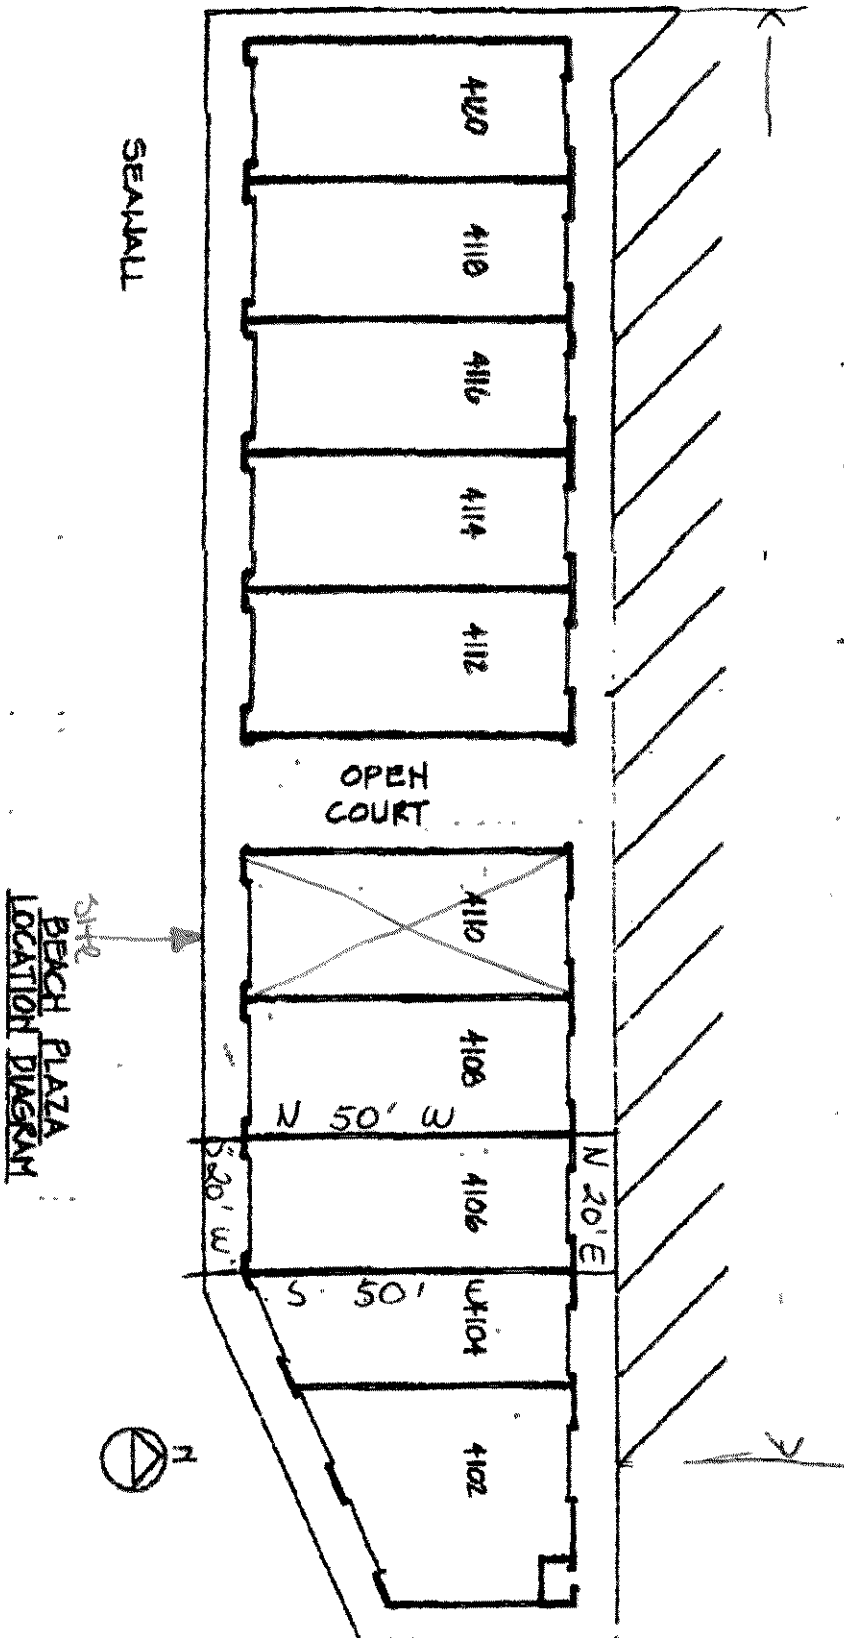 SEAWALL
4120
4118
4116
4114
4112
OPEN
COURT
4110
4108
N 50' W
4106
S 20' W
N 20' E
S 50' W
4104
4102
SITE
BEACH PLAZA
LOCATION DIAGRAM
N